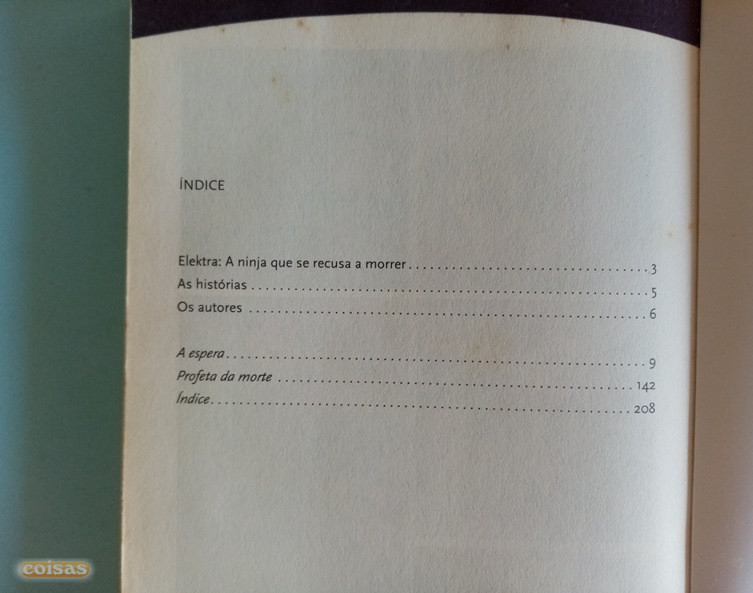 ÍNDICE
Elektra: A ninja que se recusa a morrer . . . . . . . . . . . . . . . . . . . . . . . . . . . . . . . 3
As histórias . . . . . . . . . . . . . . . . . . . . . . . . . . . . . . . . . . . . . . . . . . . . . . . . . . . . 5
Os autores . . . . . . . . . . . . . . . . . . . . . . . . . . . . . . . . . . . . . . . . . . . . . . . . . . . . 6
A espera . . . . . . . . . . . . . . . . . . . . . . . . . . . . . . . . . . . . . . . . . . . . . . . . . . . . . . 9
Profeta da morte . . . . . . . . . . . . . . . . . . . . . . . . . . . . . . . . . . . . . . . . . . . . . . 142
Índice . . . . . . . . . . . . . . . . . . . . . . . . . . . . . . . . . . . . . . . . . . . . . . . . . . . . . . 208
coisas